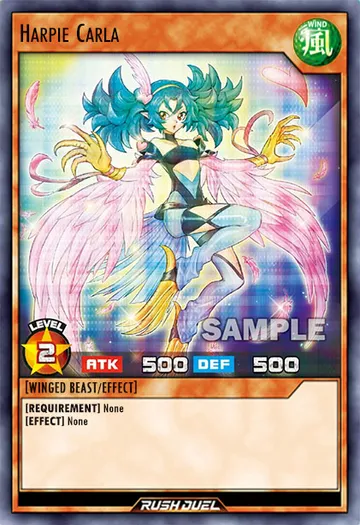 Harpie Carla
WIND
風
SAMPLE
LEVEL
2
ATK 500 DEF 500
[WINGED BEAST/EFFECT]
[REQUIREMENT] None
[EFFECT] None
RUSH DUEL